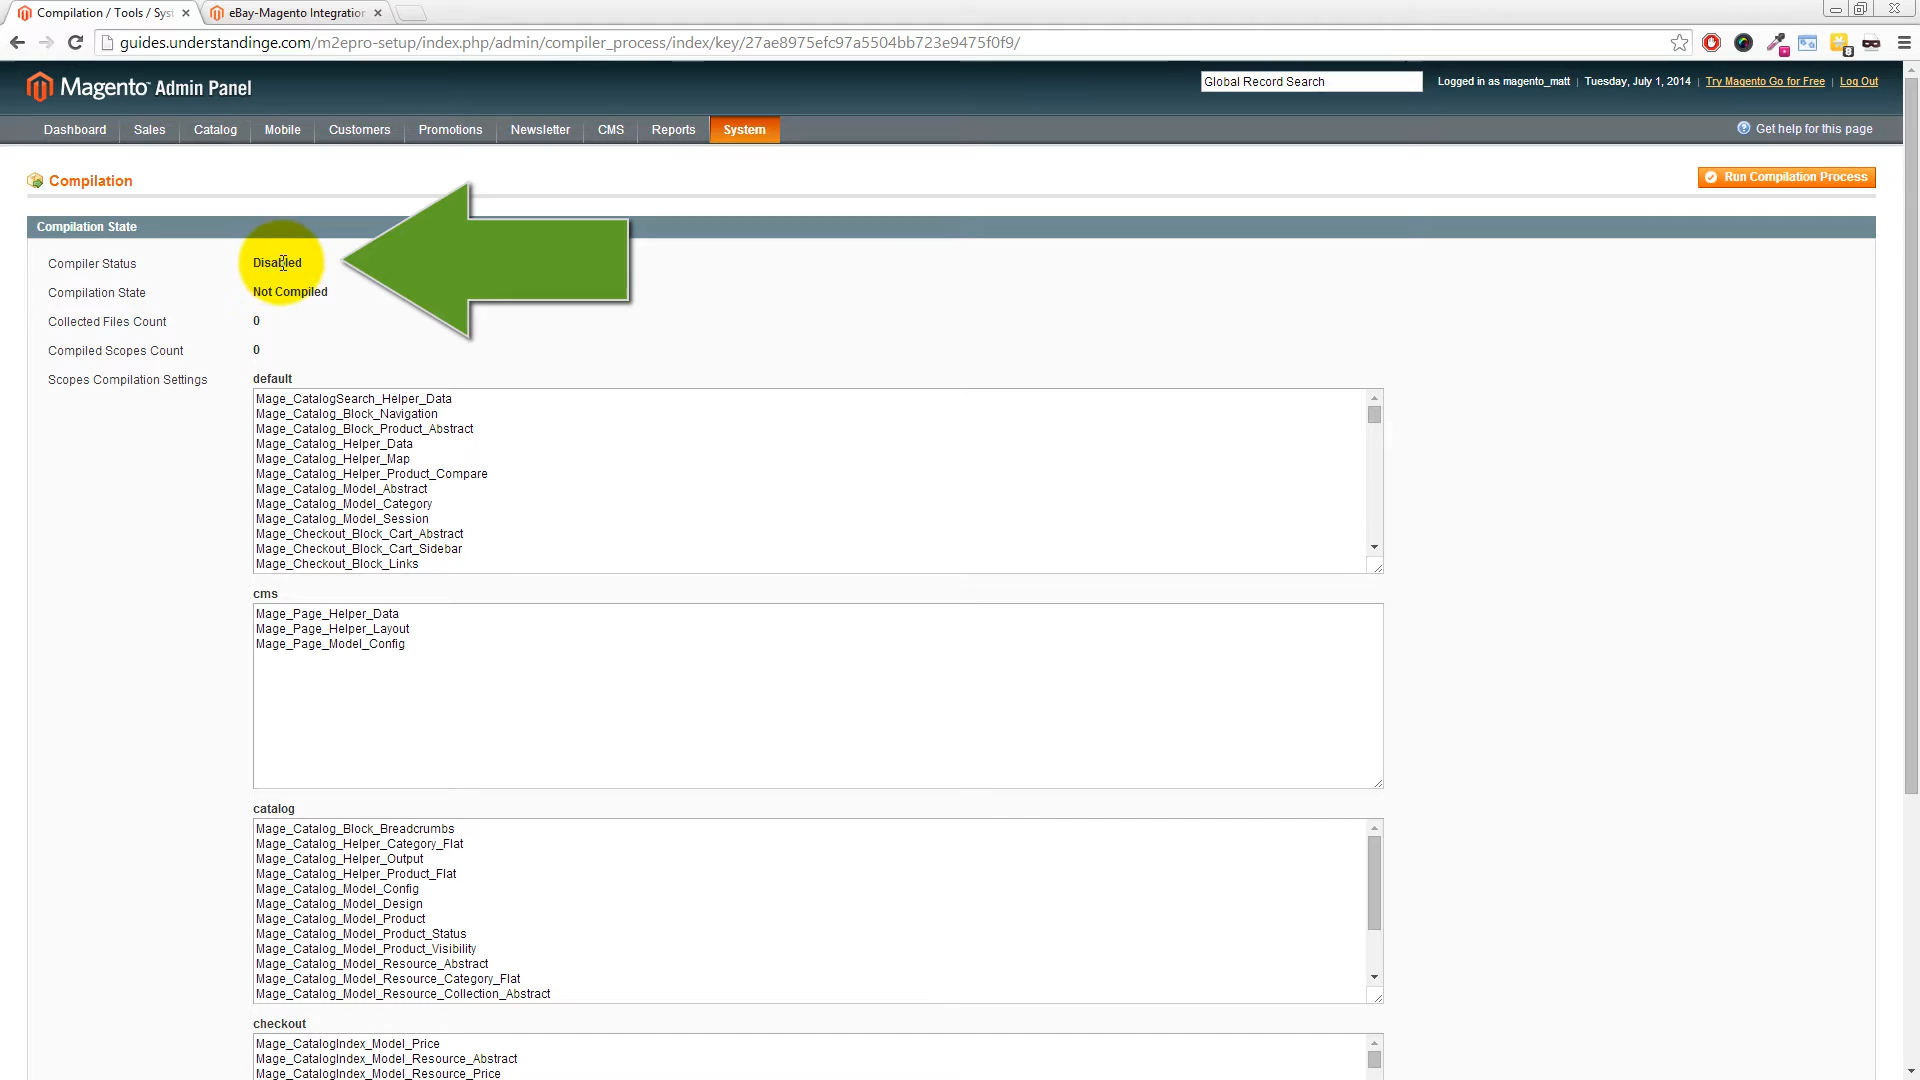 Compilation / Tools / Syst
eBay-Magento Integration
guides.understandinge.com/m2epro-setup/index.php/admin/compiler_process/index/key/27ae8975efc97a5504bb723e9475f0f9/
8
Magento™ Admin Panel
Global Record Search
Logged in as magento_matt | Tuesday, July 1, 2014 | Try Magento Go for Free | Log Out
Dashboard Sales Catalog Mobile Customers Promotions Newsletter CMS Reports System
Get help for this page
Compilation
Run Compilation Process
Compilation State
Compiler Status Disabled
Compilation State Not Compiled
Collected Files Count 0
Compiled Scopes Count 0
Scopes Compilation Settings default
Mage_CatalogSearch_Helper_Data
Mage_Catalog_Block_Navigation
Mage_Catalog_Block_Product_Abstract
Mage_Catalog_Helper_Data
Mage_Catalog_Helper_Map
Mage_Catalog_Helper_Product_Compare
Mage_Catalog_Model_Abstract
Mage_Catalog_Model_Category
Mage_Catalog_Model_Session
Mage_Checkout_Block_Cart_Abstract
Mage_Checkout_Block_Cart_Sidebar
Mage_Checkout_Block_Links
cms
Mage_Page_Helper_Data
Mage_Page_Helper_Layout
Mage_Page_Model_Config
catalog
Mage_Catalog_Block_Breadcrumbs
Mage_Catalog_Helper_Category_Flat
Mage_Catalog_Helper_Output
Mage_Catalog_Helper_Product_Flat
Mage_Catalog_Model_Config
Mage_Catalog_Model_Design
Mage_Catalog_Model_Product
Mage_Catalog_Model_Product_Status
Mage_Catalog_Model_Product_Visibility
Mage_Catalog_Model_Resource_Abstract
Mage_Catalog_Model_Resource_Category_Flat
Mage_Catalog_Model_Resource_Collection_Abstract
checkout
Mage_CatalogIndex_Model_Price
Mage_CatalogIndex_Model_Resource_Abstract
Mage_CatalogIndex_Model_Resource_Price